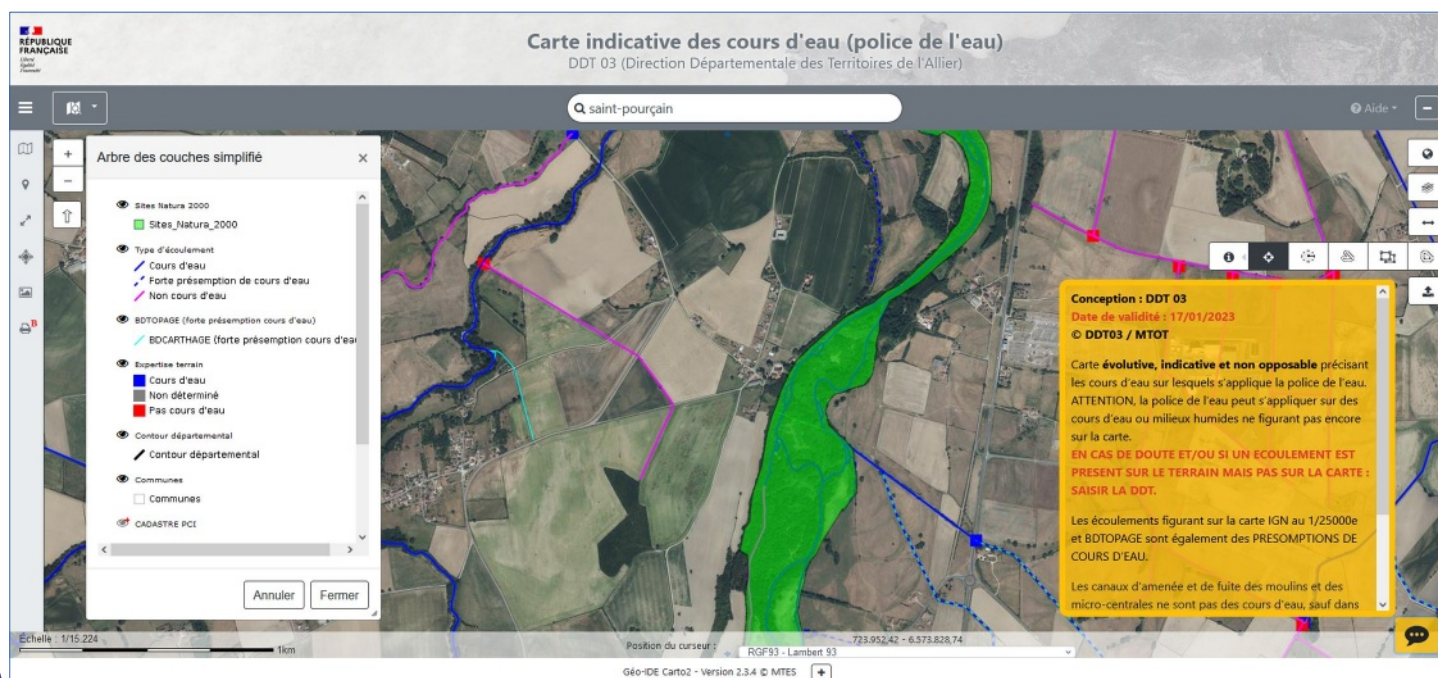 RÉPUBLIQUE
FRANÇAISE
Liberté
Égalité
Fraternité
Carte indicative des cours d'eau (police de l'eau)
DDT 03 (Direction Départementale des Territoires de l'Allier)
saint-pourçain
Aide
Arbre des couches simplifié ×
Sites Natura 2000
Sites_Natura_2000
Type d'écoulement
Cours d'eau
Forte présomption de cours d'eau
Non cours d'eau
BDTOPAGE (forte présomption cours d'eau)
BDCARTHAGE (forte présomption cours d'eau
Expertise terrain
Cours d'eau
Non déterminé
Pas cours d'eau
Contour départemental
Contour départemental
Communes
Communes
CADASTRE PCI
Annuler Fermer
B
Conception : DDT 03
Date de validité : 17/01/2023
© DDT03 / MTOT
Carte évolutive, indicative et non opposable précisant
les cours d'eau sur lesquels s'applique la police de l'eau.
ATTENTION, la police de l'eau peut s'appliquer sur des
cours d'eau ou milieux humides ne figurant pas encore
sur la carte.
EN CAS DE DOUTE ET/OU SI UN ECOULEMENT EST
PRESENT SUR LE TERRAIN MAIS PAS SUR LA CARTE :
SAISIR LA DDT.
Les écoulements figurant sur la carte IGN au 1/25000e
et BDTOPAGE sont également des PRESOMPTIONS DE
COURS D'EAU.
Les canaux d'amenée et de fuite des moulins et des
micro-centrales ne sont pas des cours d'eau, sauf dans
Échelle : 1/15.224
1km
Position du curseur : 723.952,42 - 6.573.828,74
RGF93 - Lambert 93
Géo-IDE Carto2 - Version 2.3.4 © MTES +